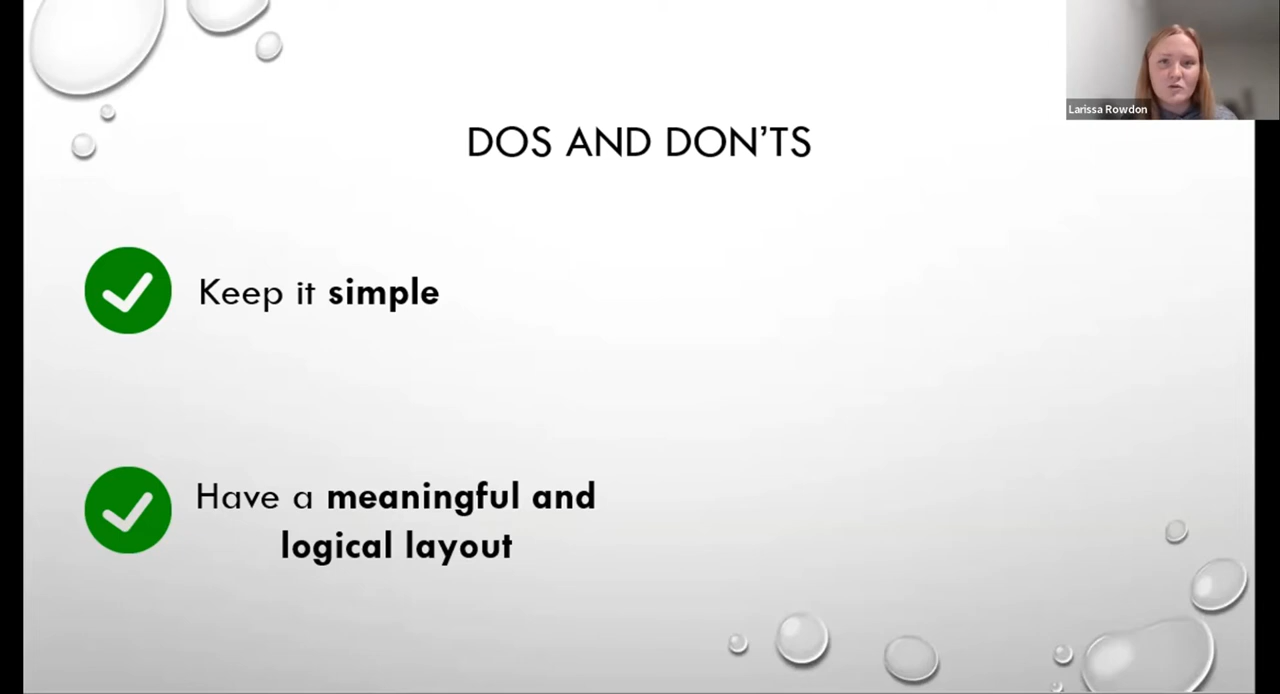 Larissa Rowdon
DOS AND DON'TS
Keep it simple
Have a meaningful and
logical layout